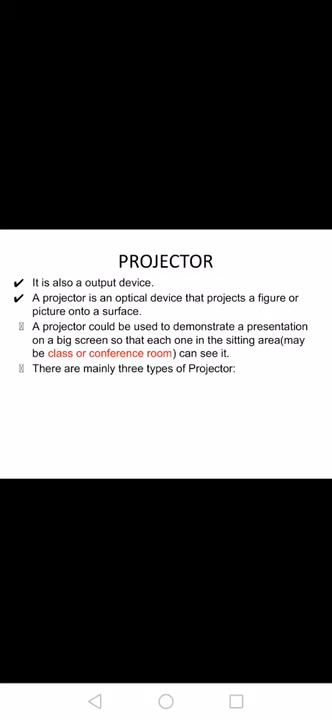 PROJECTOR
✔ It is also a output device.
✔ A projector is an optical device that projects a figure or
picture onto a surface.
A projector could be used to demonstrate a presentation
on a big screen so that each one in the sitting area(may
be class or conference room) can see it.
There are mainly three types of Projector: